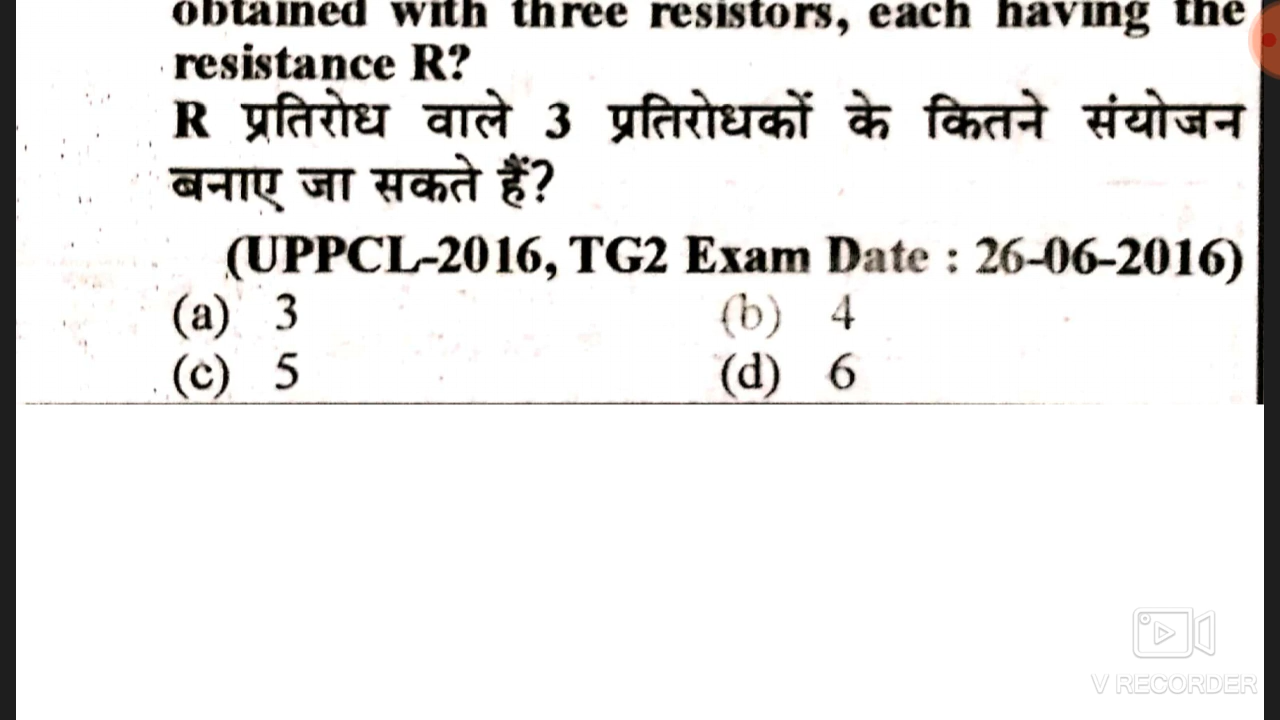 obtained with three resistors, each having the
resistance R?
R प्रतिरोध वाले 3 प्रतिरोधकों के कितने संयोजन
बनाए जा सकते हैं?
(UPPCL-2016, TG2 Exam Date : 26-06-2016)
(a) 3 (b) 4
(c) 5 (d) 6
V RECORDER